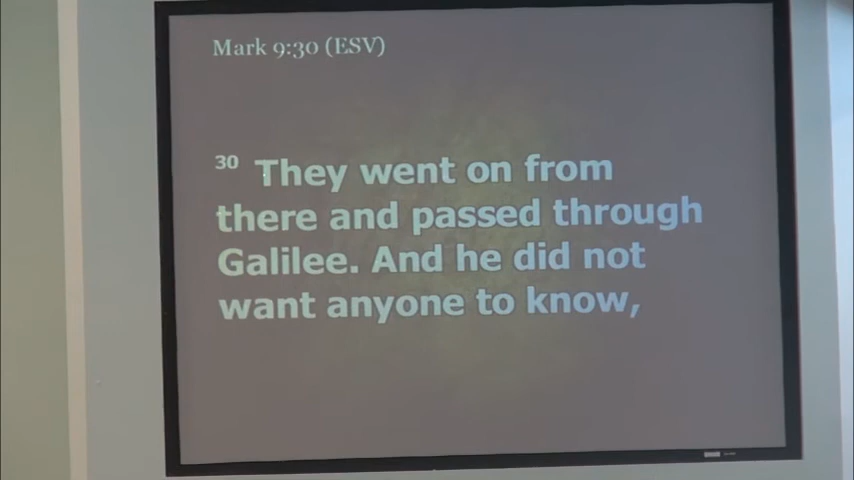 Mark 9:30 (ESV)
30 They went on from
there and passed through
Galilee. And he did not
want anyone to know,